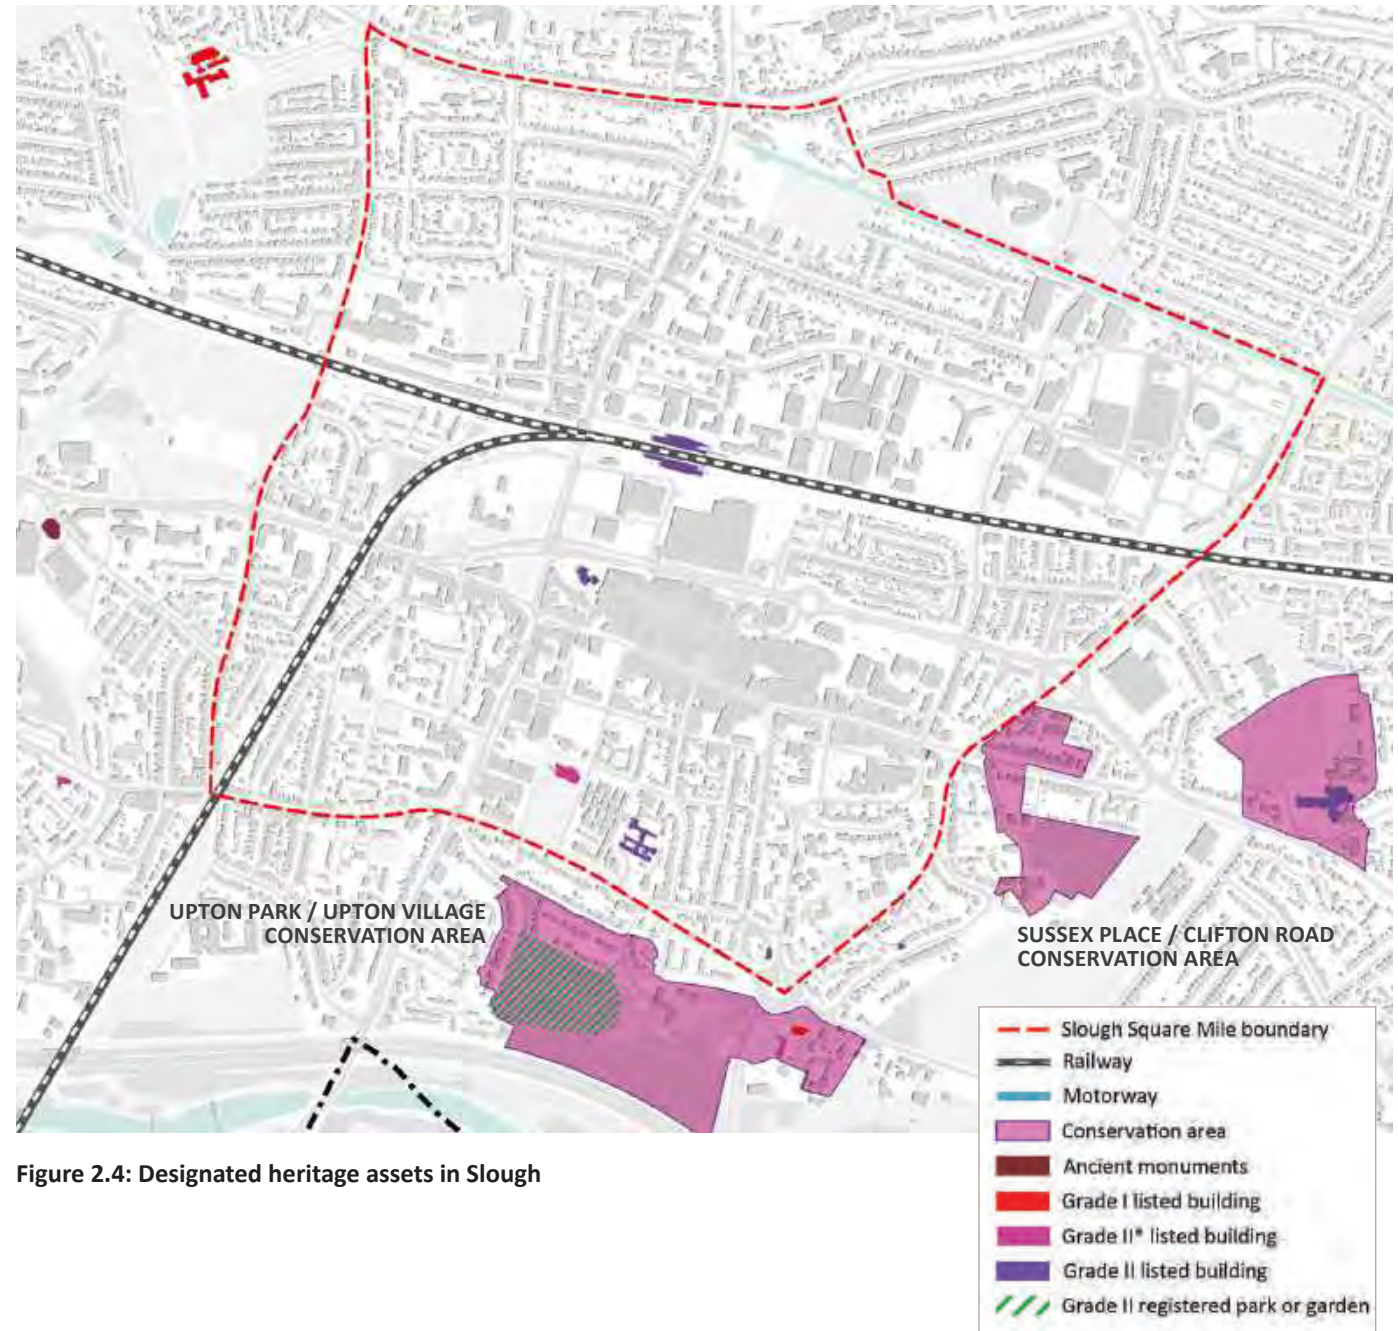 UPTON PARK / UPTON VILLAGE
CONSERVATION AREA
SUSSEX PLACE / CLIFTON ROAD
CONSERVATION AREA
Slough Square Mile boundary
Railway
Motorway
Conservation area
Ancient monuments
Grade I listed building
Grade II* listed building
Grade II listed building
Grade II registered park or garden
Figure 2.4: Designated heritage assets in Slough